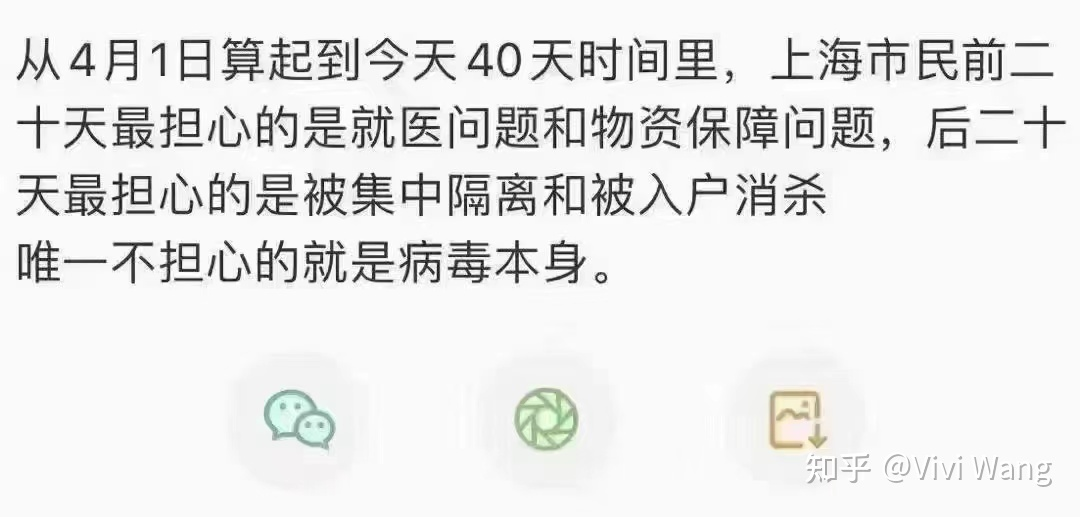 从4月1日算起到今天40天时间里，上海市民前二
十天最担心的是就医问题和物资保障问题，后二十
天最担心的是被集中隔离和被入户消杀
唯一不担心的就是病毒本身。
知乎 @Vivi Wang